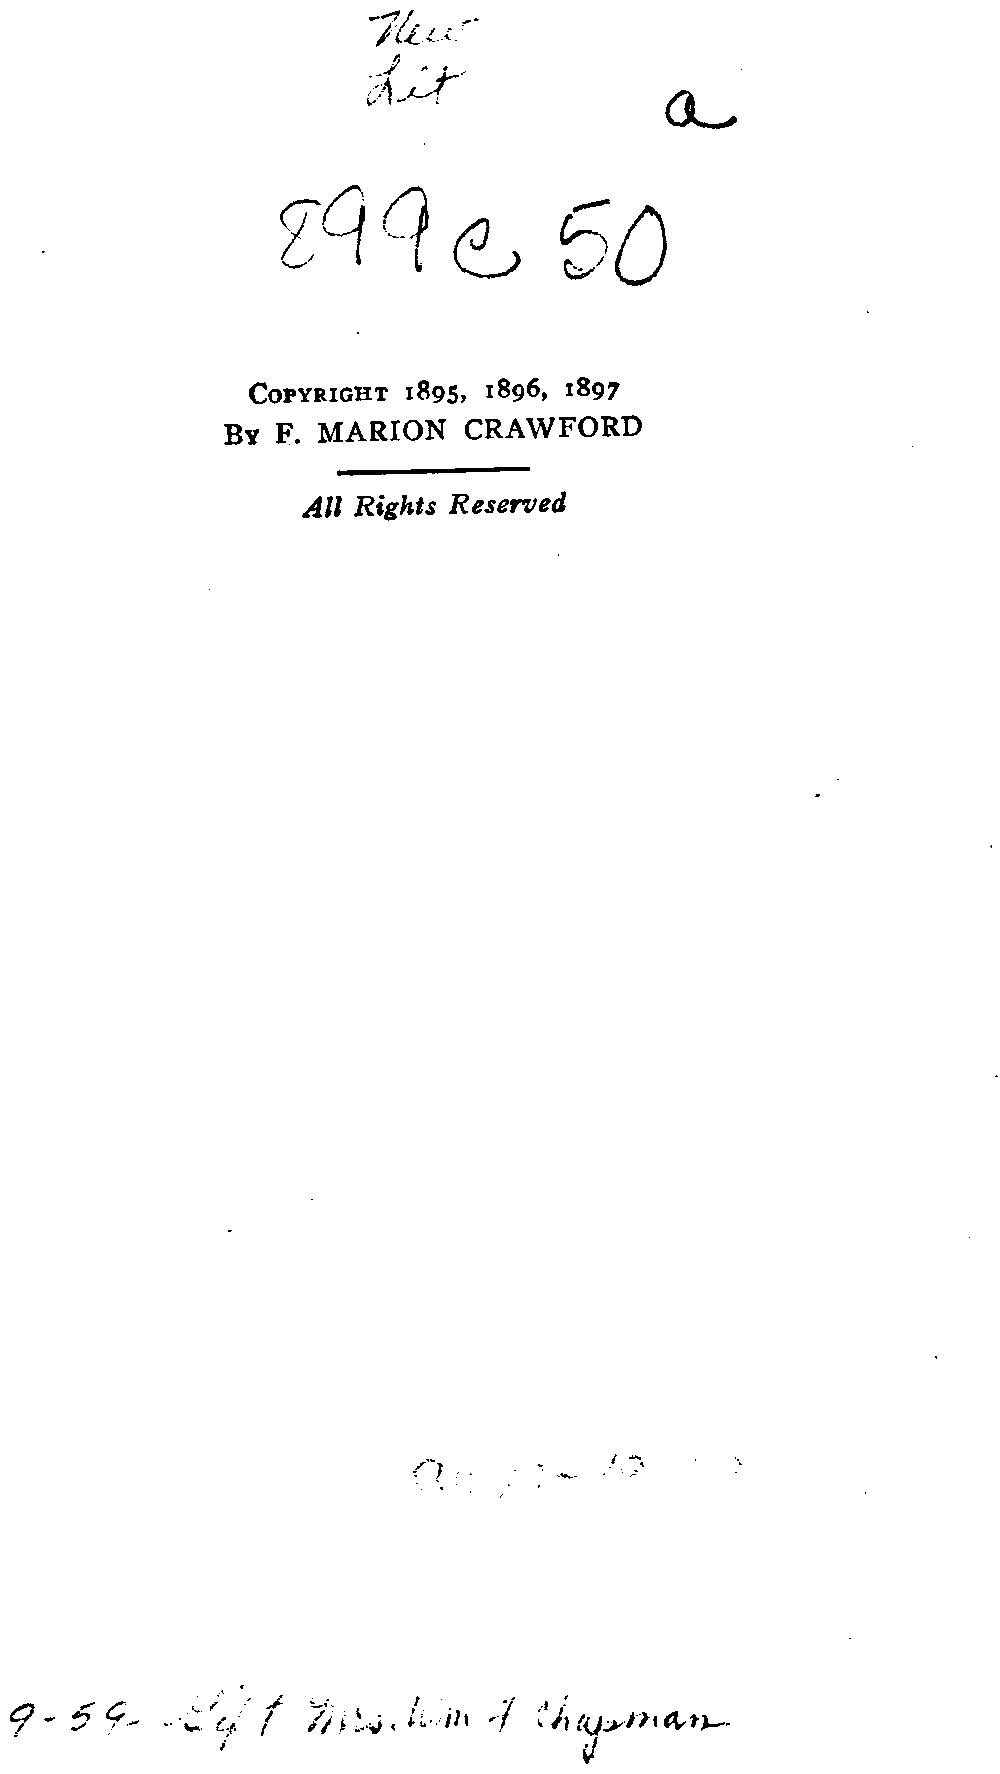 New
Lit
a
899c50
COPYRIGHT 1895, 1896, 1897
BY F. MARION CRAWFORD
All Rights Reserved
9-59- Gift Mrs. Wm Chapman